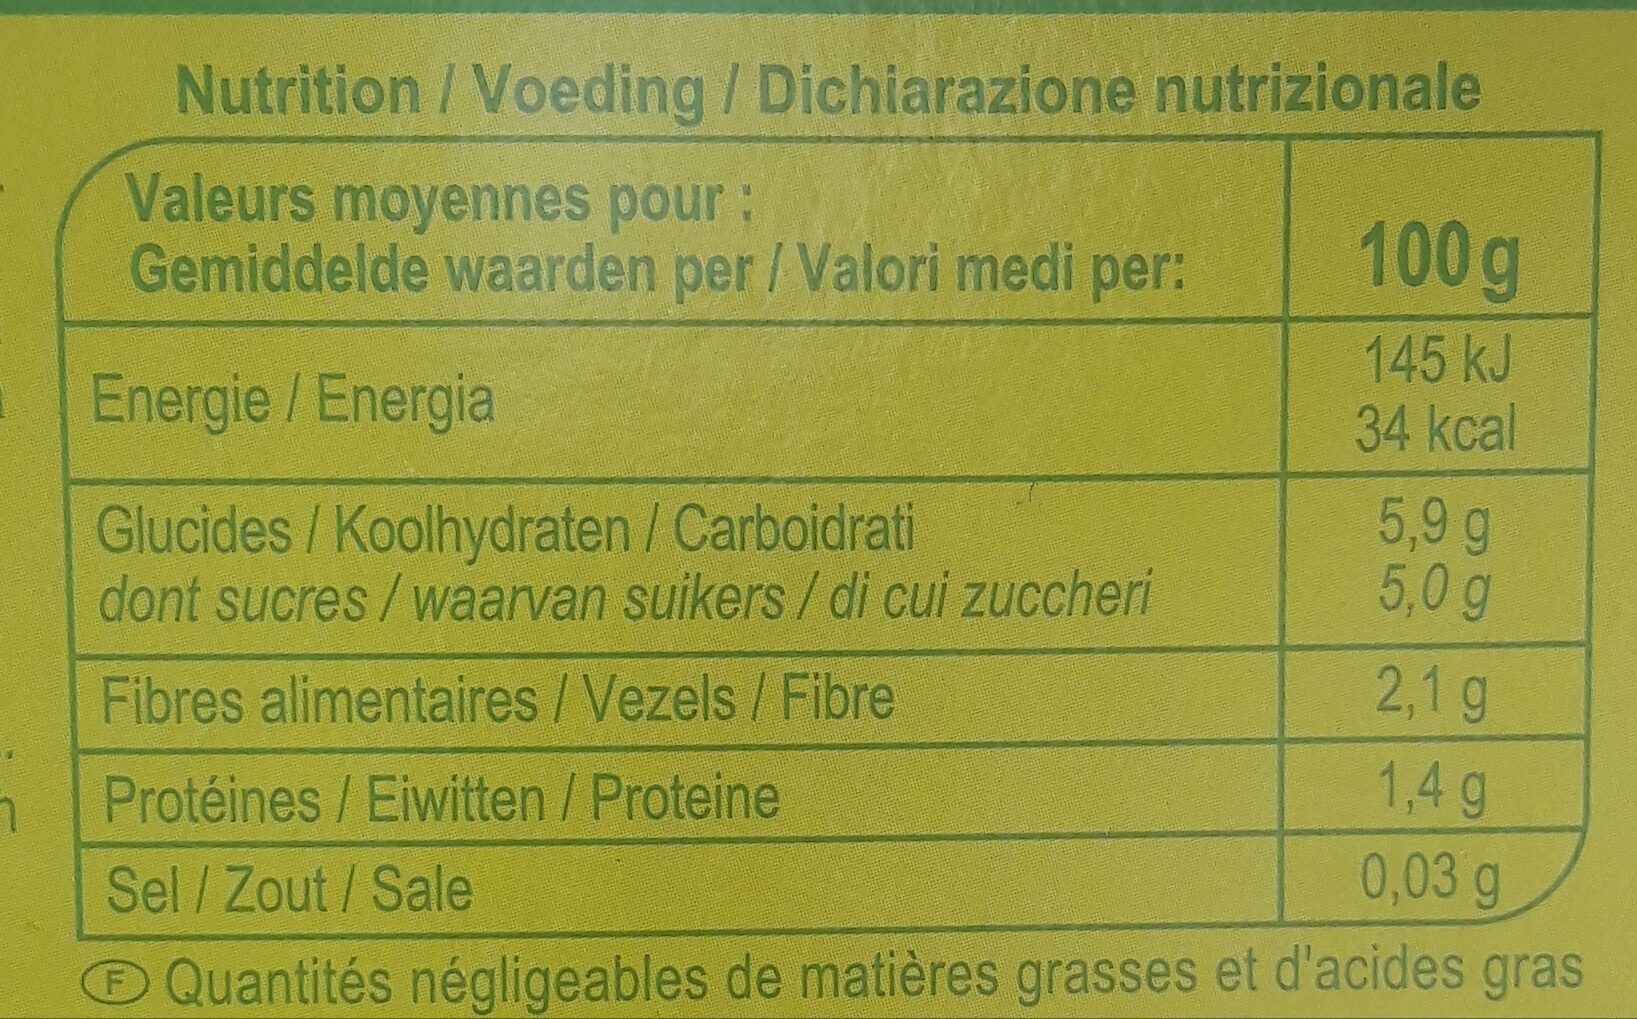 Nutrition / Voeding / Dichiarazione nutrizionale
Valeurs moyennes pour :
Gemiddelde waarden per / Valori medi per:
100 g
Energie / Energia
145 kJ
34 kcal
Glucides / Koolhydraten / Carboidrati 5,9 g
dont sucres / waarvan suikers / di cui zuccheri 5,0 g
Fibres alimentaires / Vezels / Fibre 2,1 g
Protéines / Eiwitten / Proteine 1,4 g
Sel / Zout / Sale 0,03 g
Ⓕ Quantités négligeables de matières grasses et d'acides gras